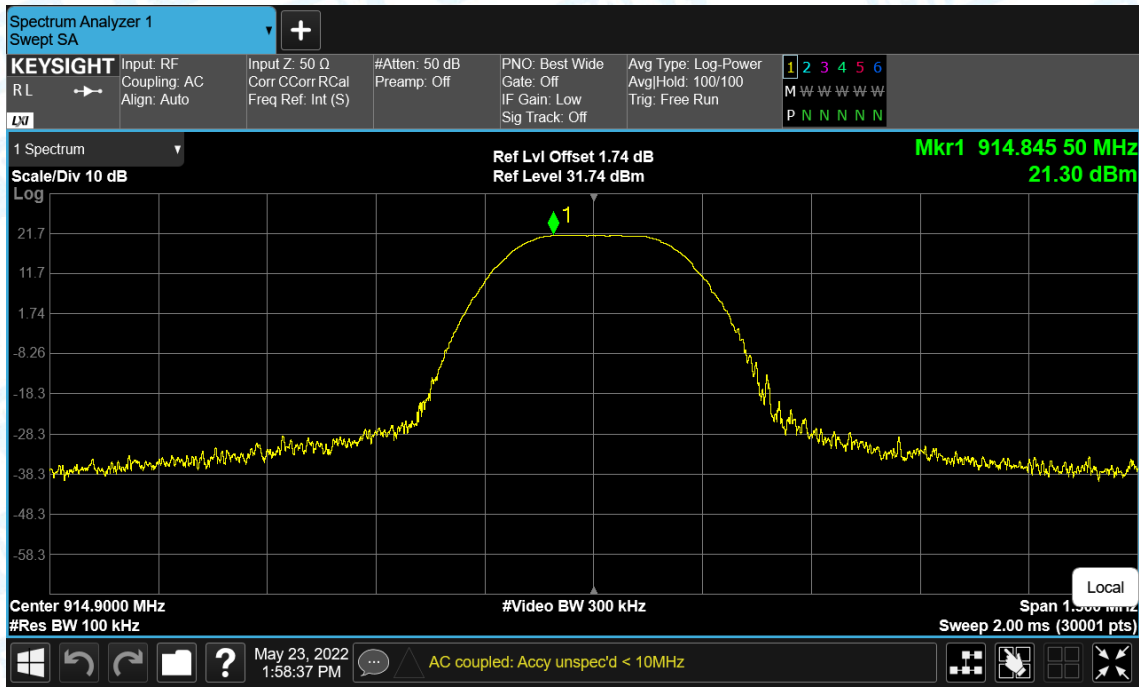 Spectrum Analyzer 1
Swept SA
KEYSIGHT
RL
LXI
Input: RF
Coupling: AC
Align: Auto
Input Z: 50 Ω
Corr CCorr RCal
Freq Ref: Int (S)
#Atten: 50 dB
Preamp: Off
PNO: Best Wide
Gate: Off
IF Gain: Low
Sig Track: Off
Avg Type: Log-Power
Avg|Hold: 100/100
Trig: Free Run
1 2 3 4 5 6
M W W W W W
P N N N N N
1 Spectrum
Scale/Div 10 dB
Ref Lvl Offset 1.74 dB
Ref Level 31.74 dBm
Mkr1 914.845 50 MHz
21.30 dBm
Log
1
21.7
11.7
1.74
-8.26
-18.3
-28.3
-38.3
-48.3
-58.3
Local
Center 914.9000 MHz
#Video BW 300 kHz
Span
#Res BW 100 kHz
Sweep 2.00 ms (30001 pts)
?
May 23, 2022
1:58:37 PM
AC coupled: Accy unspec'd < 10MHz